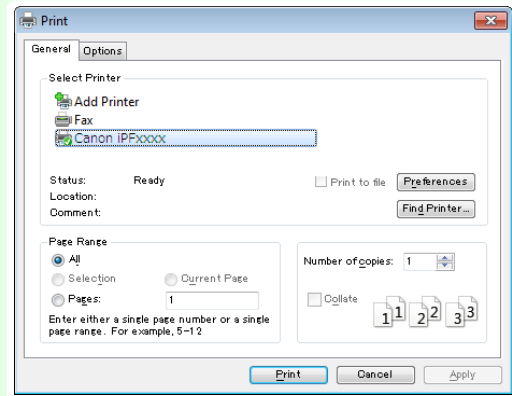 Print
General Options
Select Printer
Add Printer
Fax
Canon iPFxxxx
Status: Ready
Print to file Preferences
Location:
Comment:
Find Printer...
Page Range
All
Selection Current Page
Pages: 1
Enter either a single page number or a single
page range. For example, 5-12
Number of copies: 1
Collate
1 1 2 2 3 3
Print Cancel Apply